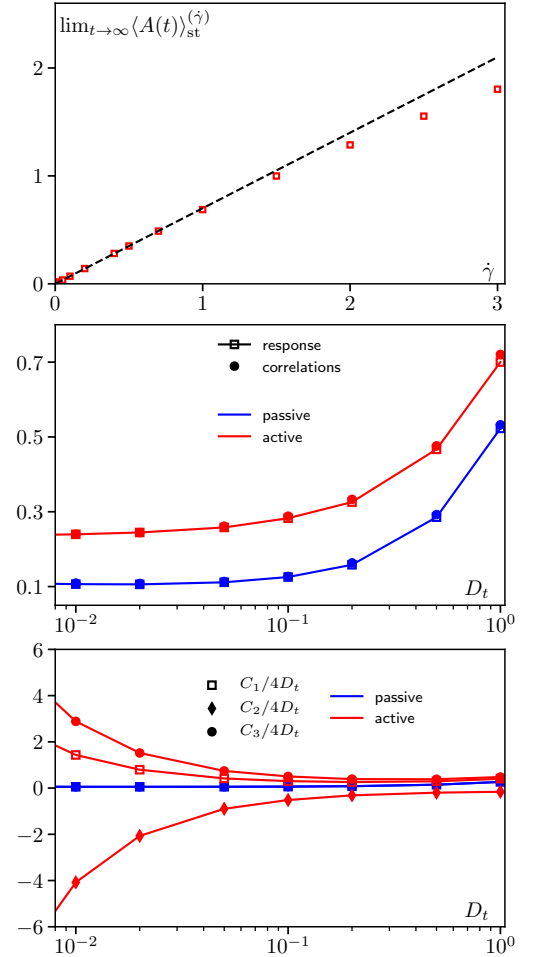 lim_{t→∞}⟨A(t)⟩_{st}^{(γ̇)}
2
1
0
0 1 2 3
γ̇
response
correlations
passive
active
0.7
0.5
0.3
0.1
D_t
10^{-2} 10^{-1} 10^{0}
C_1/4D_t
C_2/4D_t
C_3/4D_t
passive
active
6
4
2
0
−2
−4
−6
D_t
10^{-2} 10^{-1} 10^{0}